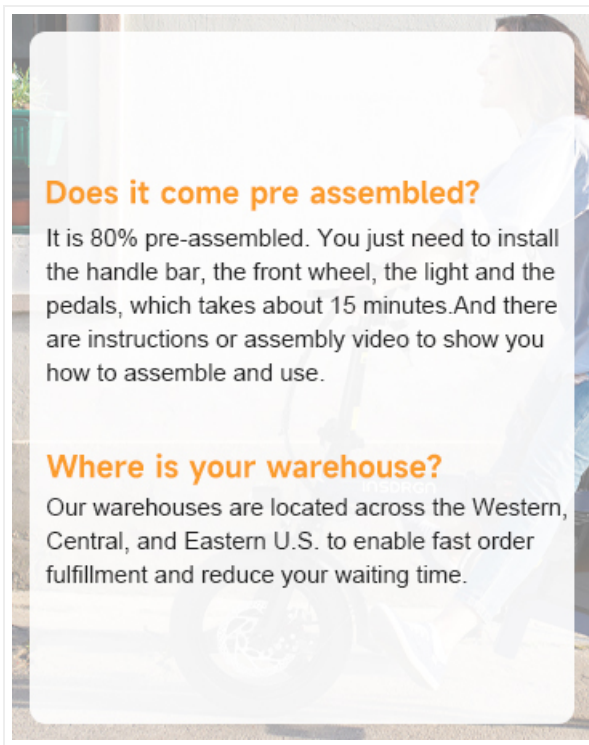 Does it come pre assembled?
It is 80% pre-assembled. You just need to install
the handle bar, the front wheel, the light and the
pedals, which takes about 15 minutes.And there
are instructions or assembly video to show you
how to assemble and use.
Where is your warehouse?
Our warehouses are located across the Western,
Central, and Eastern U.S. to enable fast order
fulfillment and reduce your waiting time.